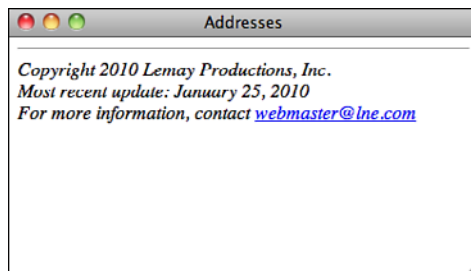 Addresses
Copyright 2010 Lemay Productions, Inc.
Most recent update: January 25, 2010
For more information, contact webmaster@lne.com